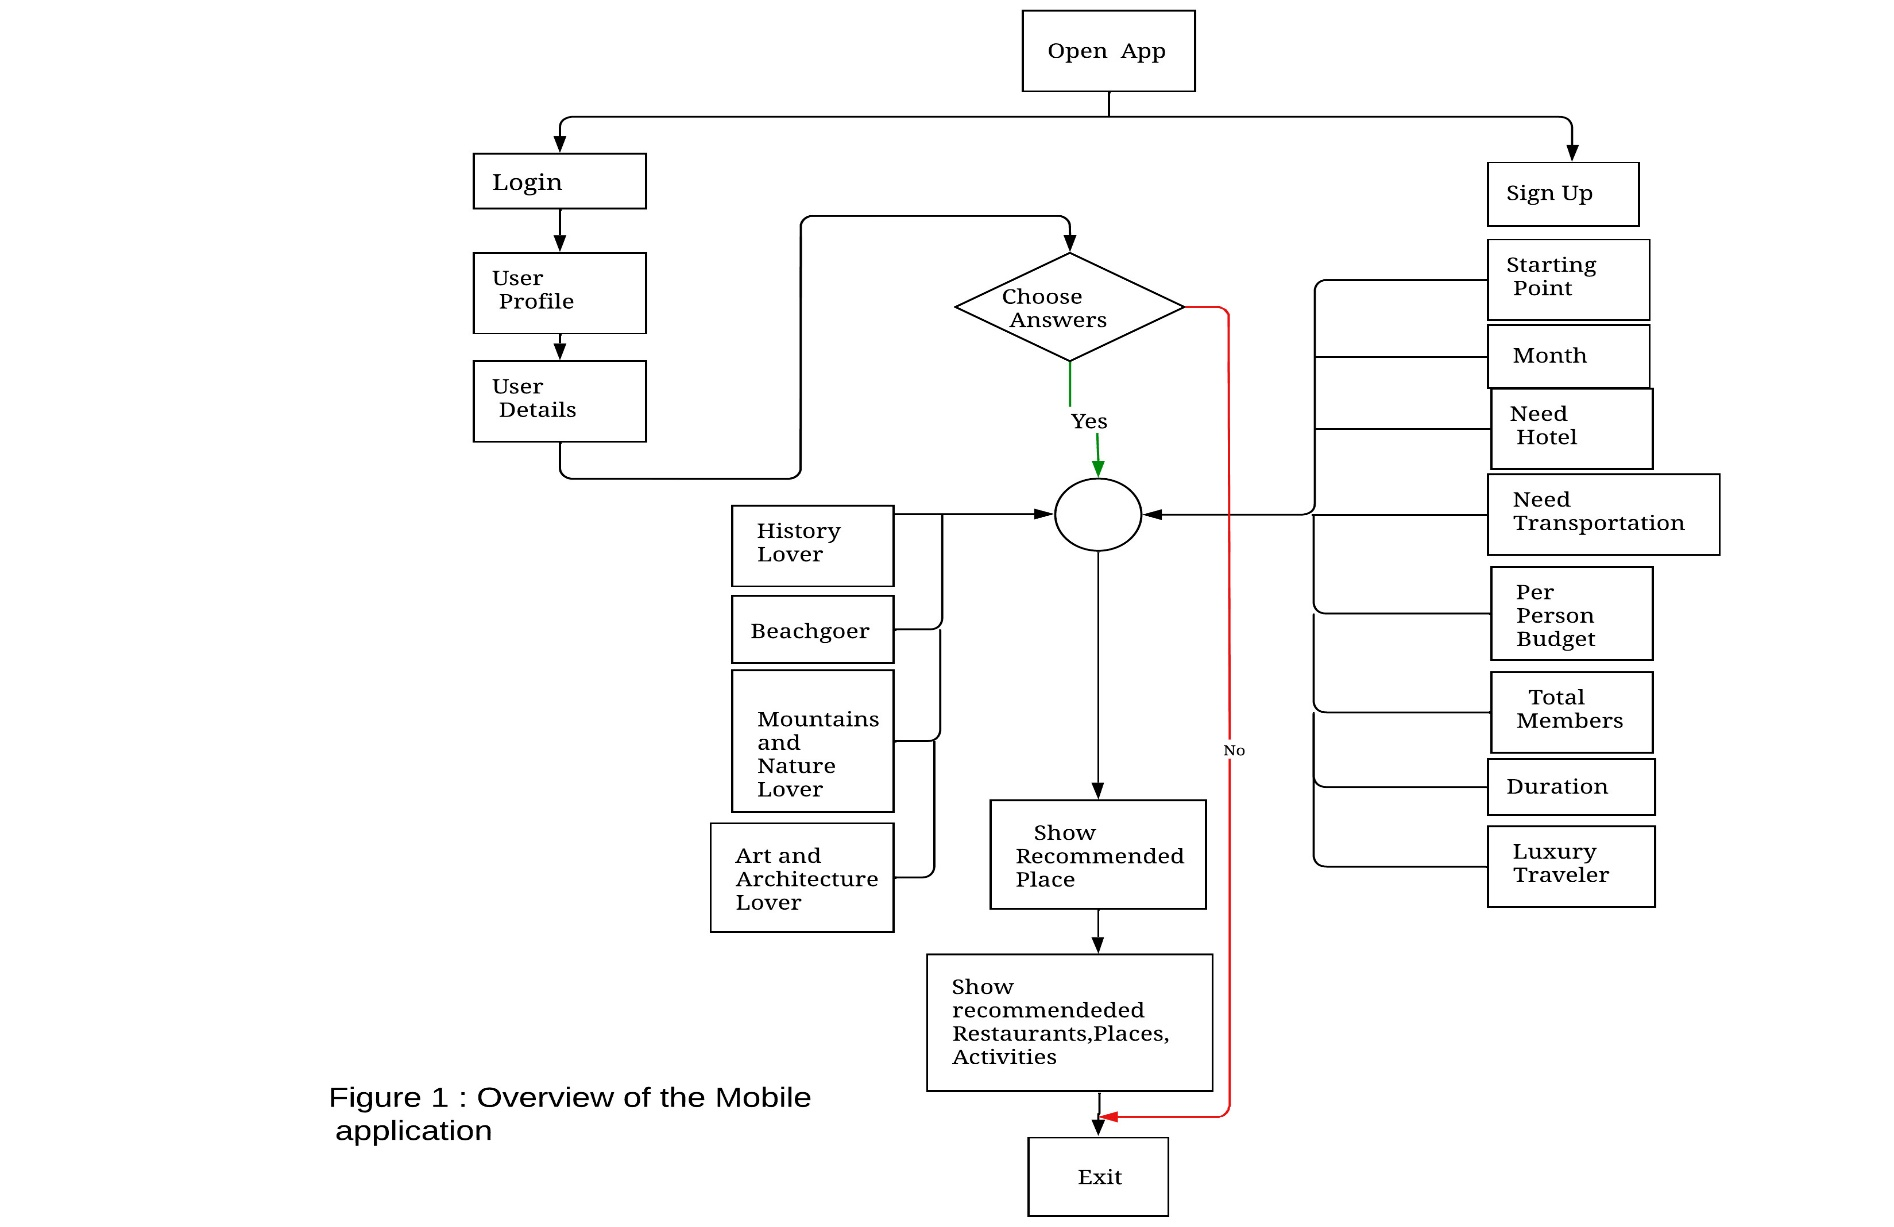 Open App
Login
Sign Up
User
Profile
User
Details
Choose
Answers
Yes
No
Starting
Point
Month
Need
Hotel
Need
Transportation
Per
Person
Budget
Total
Members
Duration
Luxury
Traveler
History
Lover
Beachgoer
Mountains
and
Nature
Lover
Art and
Architecture
Lover
Show
Recommended
Place
Show
recommendeded
Restaurants,Places,
Activities
Exit
Figure 1 : Overview of the Mobile
application